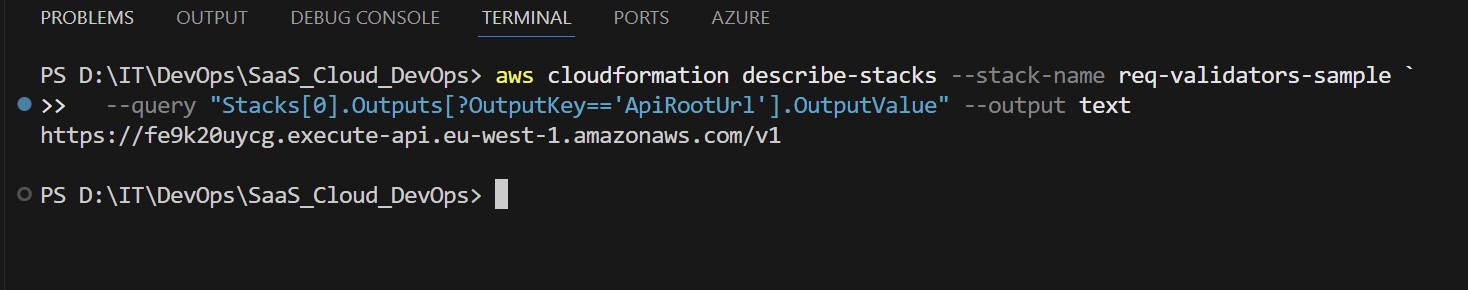 PROBLEMS OUTPUT DEBUG CONSOLE TERMINAL PORTS AZURE
PS D:\IT\DevOps\SaaS_Cloud_DevOps> aws cloudformation describe-stacks --stack-name req-validators-sample `
>>   --query "Stacks[0].Outputs[?OutputKey=='ApiRootUrl'].OutputValue" --output text
https://fe9k20uycg.execute-api.eu-west-1.amazonaws.com/v1
PS D:\IT\DevOps\SaaS_Cloud_DevOps>